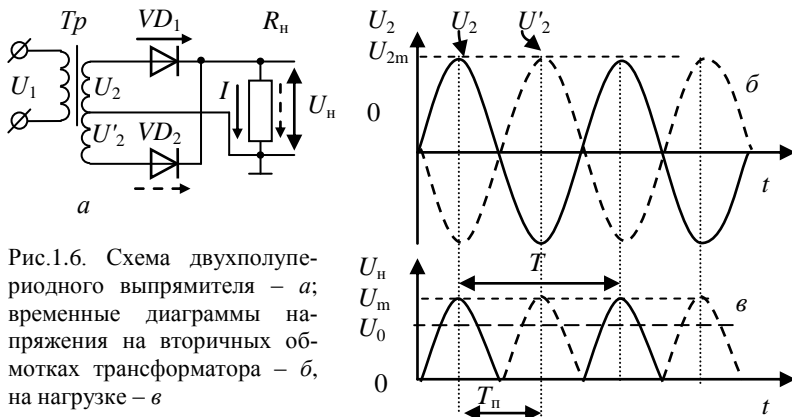 Тр VD₁ Rн
U₁ U₂ I Uн
U'₂ VD₂
а
Рис.1.6. Схема двухполупе-
риодного выпрямителя – а;
временные диаграммы на-
пряжения на вторичных об-
мотках трансформатора – б,
на нагрузке – в
U₂ U₂ U'₂
U₂m
б
0
t
Uн T
Um в
U₀
0
Tп t